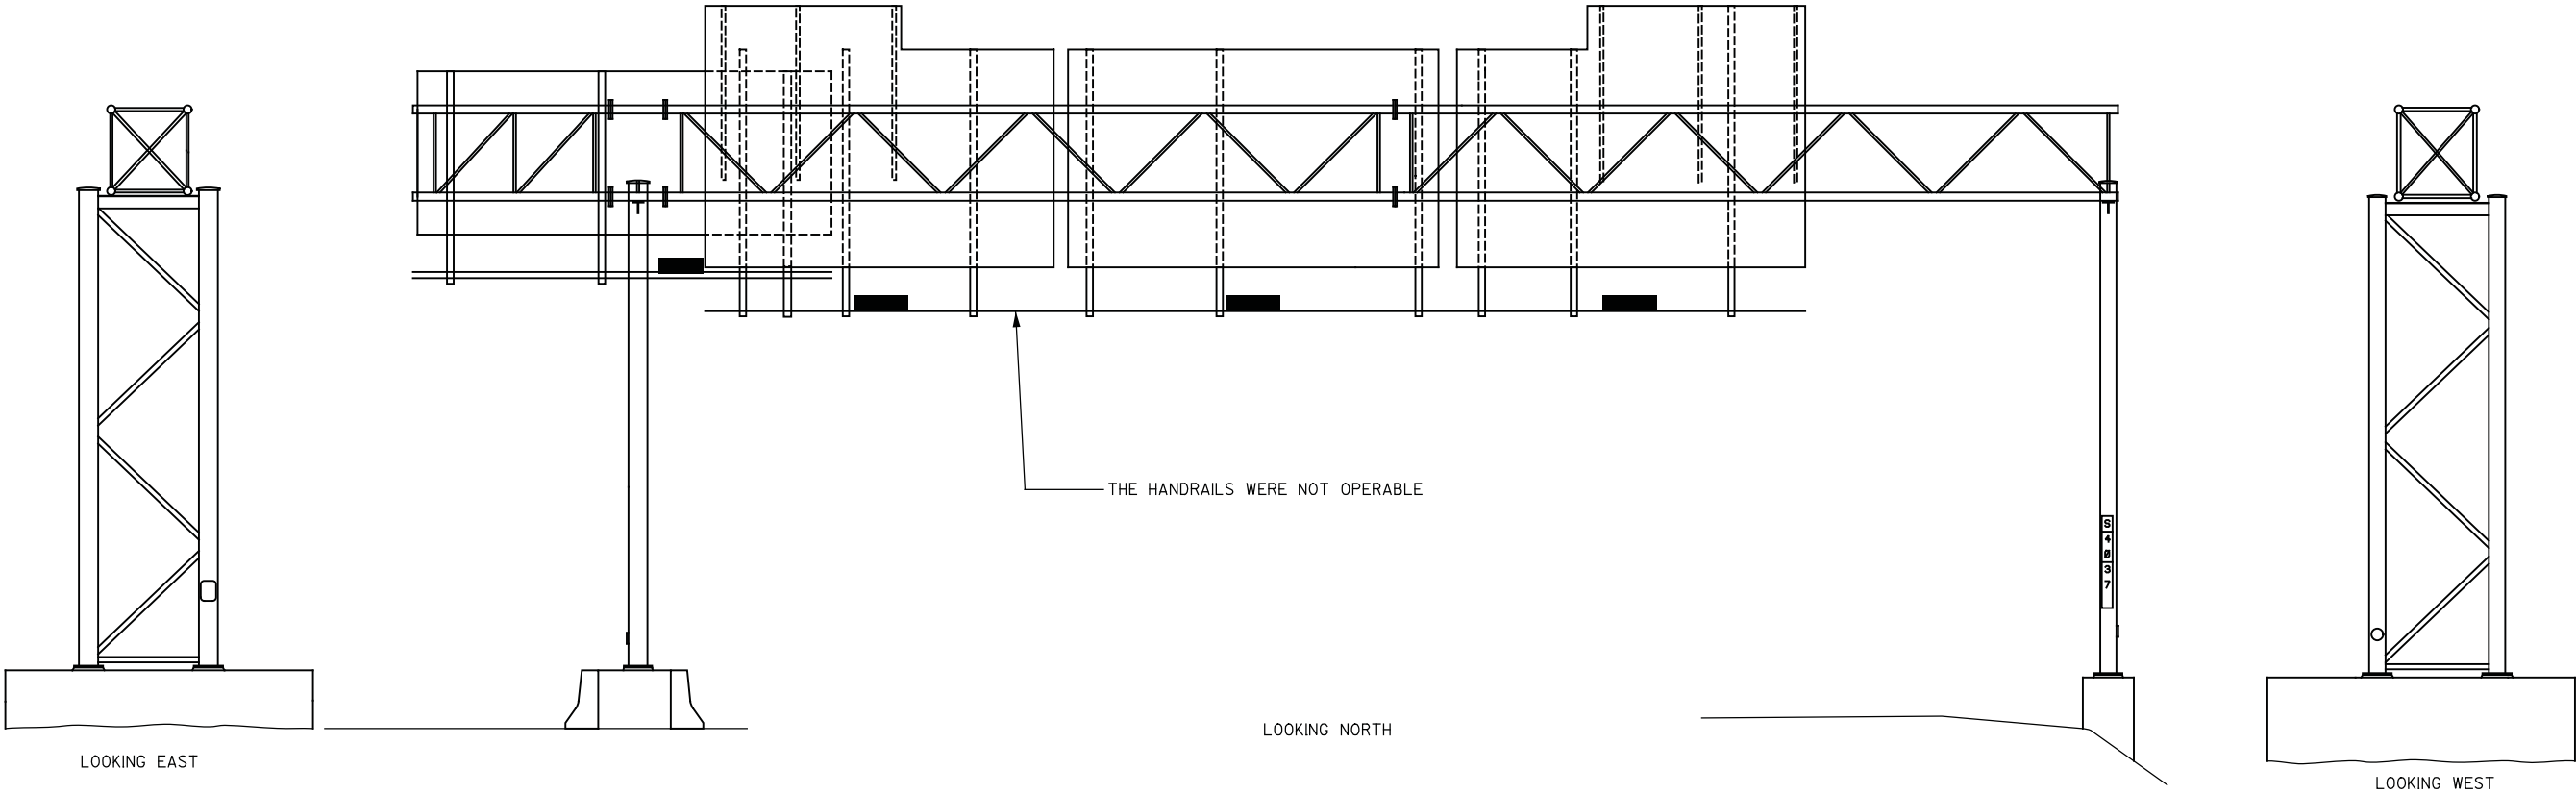 THE HANDRAILS WERE NOT OPERABLE
S
4
0
3
7
LOOKING NORTH
LOOKING EAST
LOOKING WEST